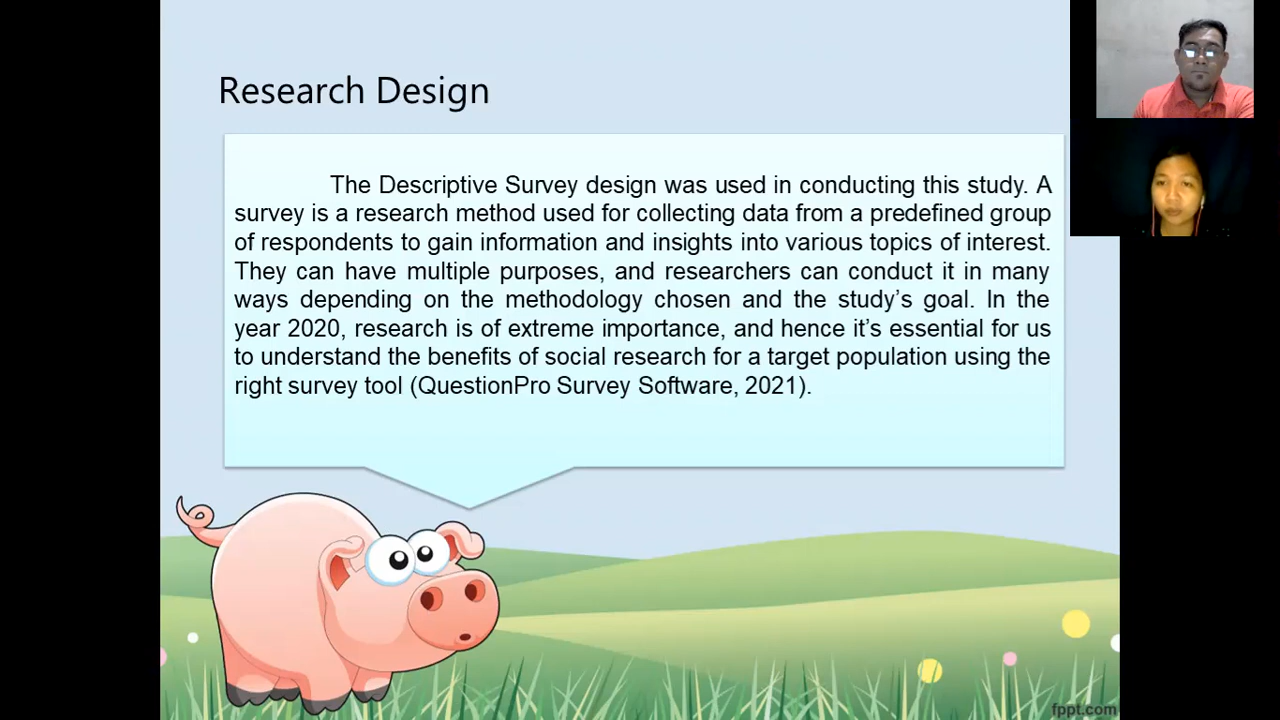 Research Design
The Descriptive Survey design was used in conducting this study. A
survey is a research method used for collecting data from a predefined group
of respondents to gain information and insights into various topics of interest.
They can have multiple purposes, and researchers can conduct it in many
ways depending on the methodology chosen and the study’s goal. In the
year 2020, research is of extreme importance, and hence it’s essential for us
to understand the benefits of social research for a target population using the
right survey tool (QuestionPro Survey Software, 2021).
fppt.com